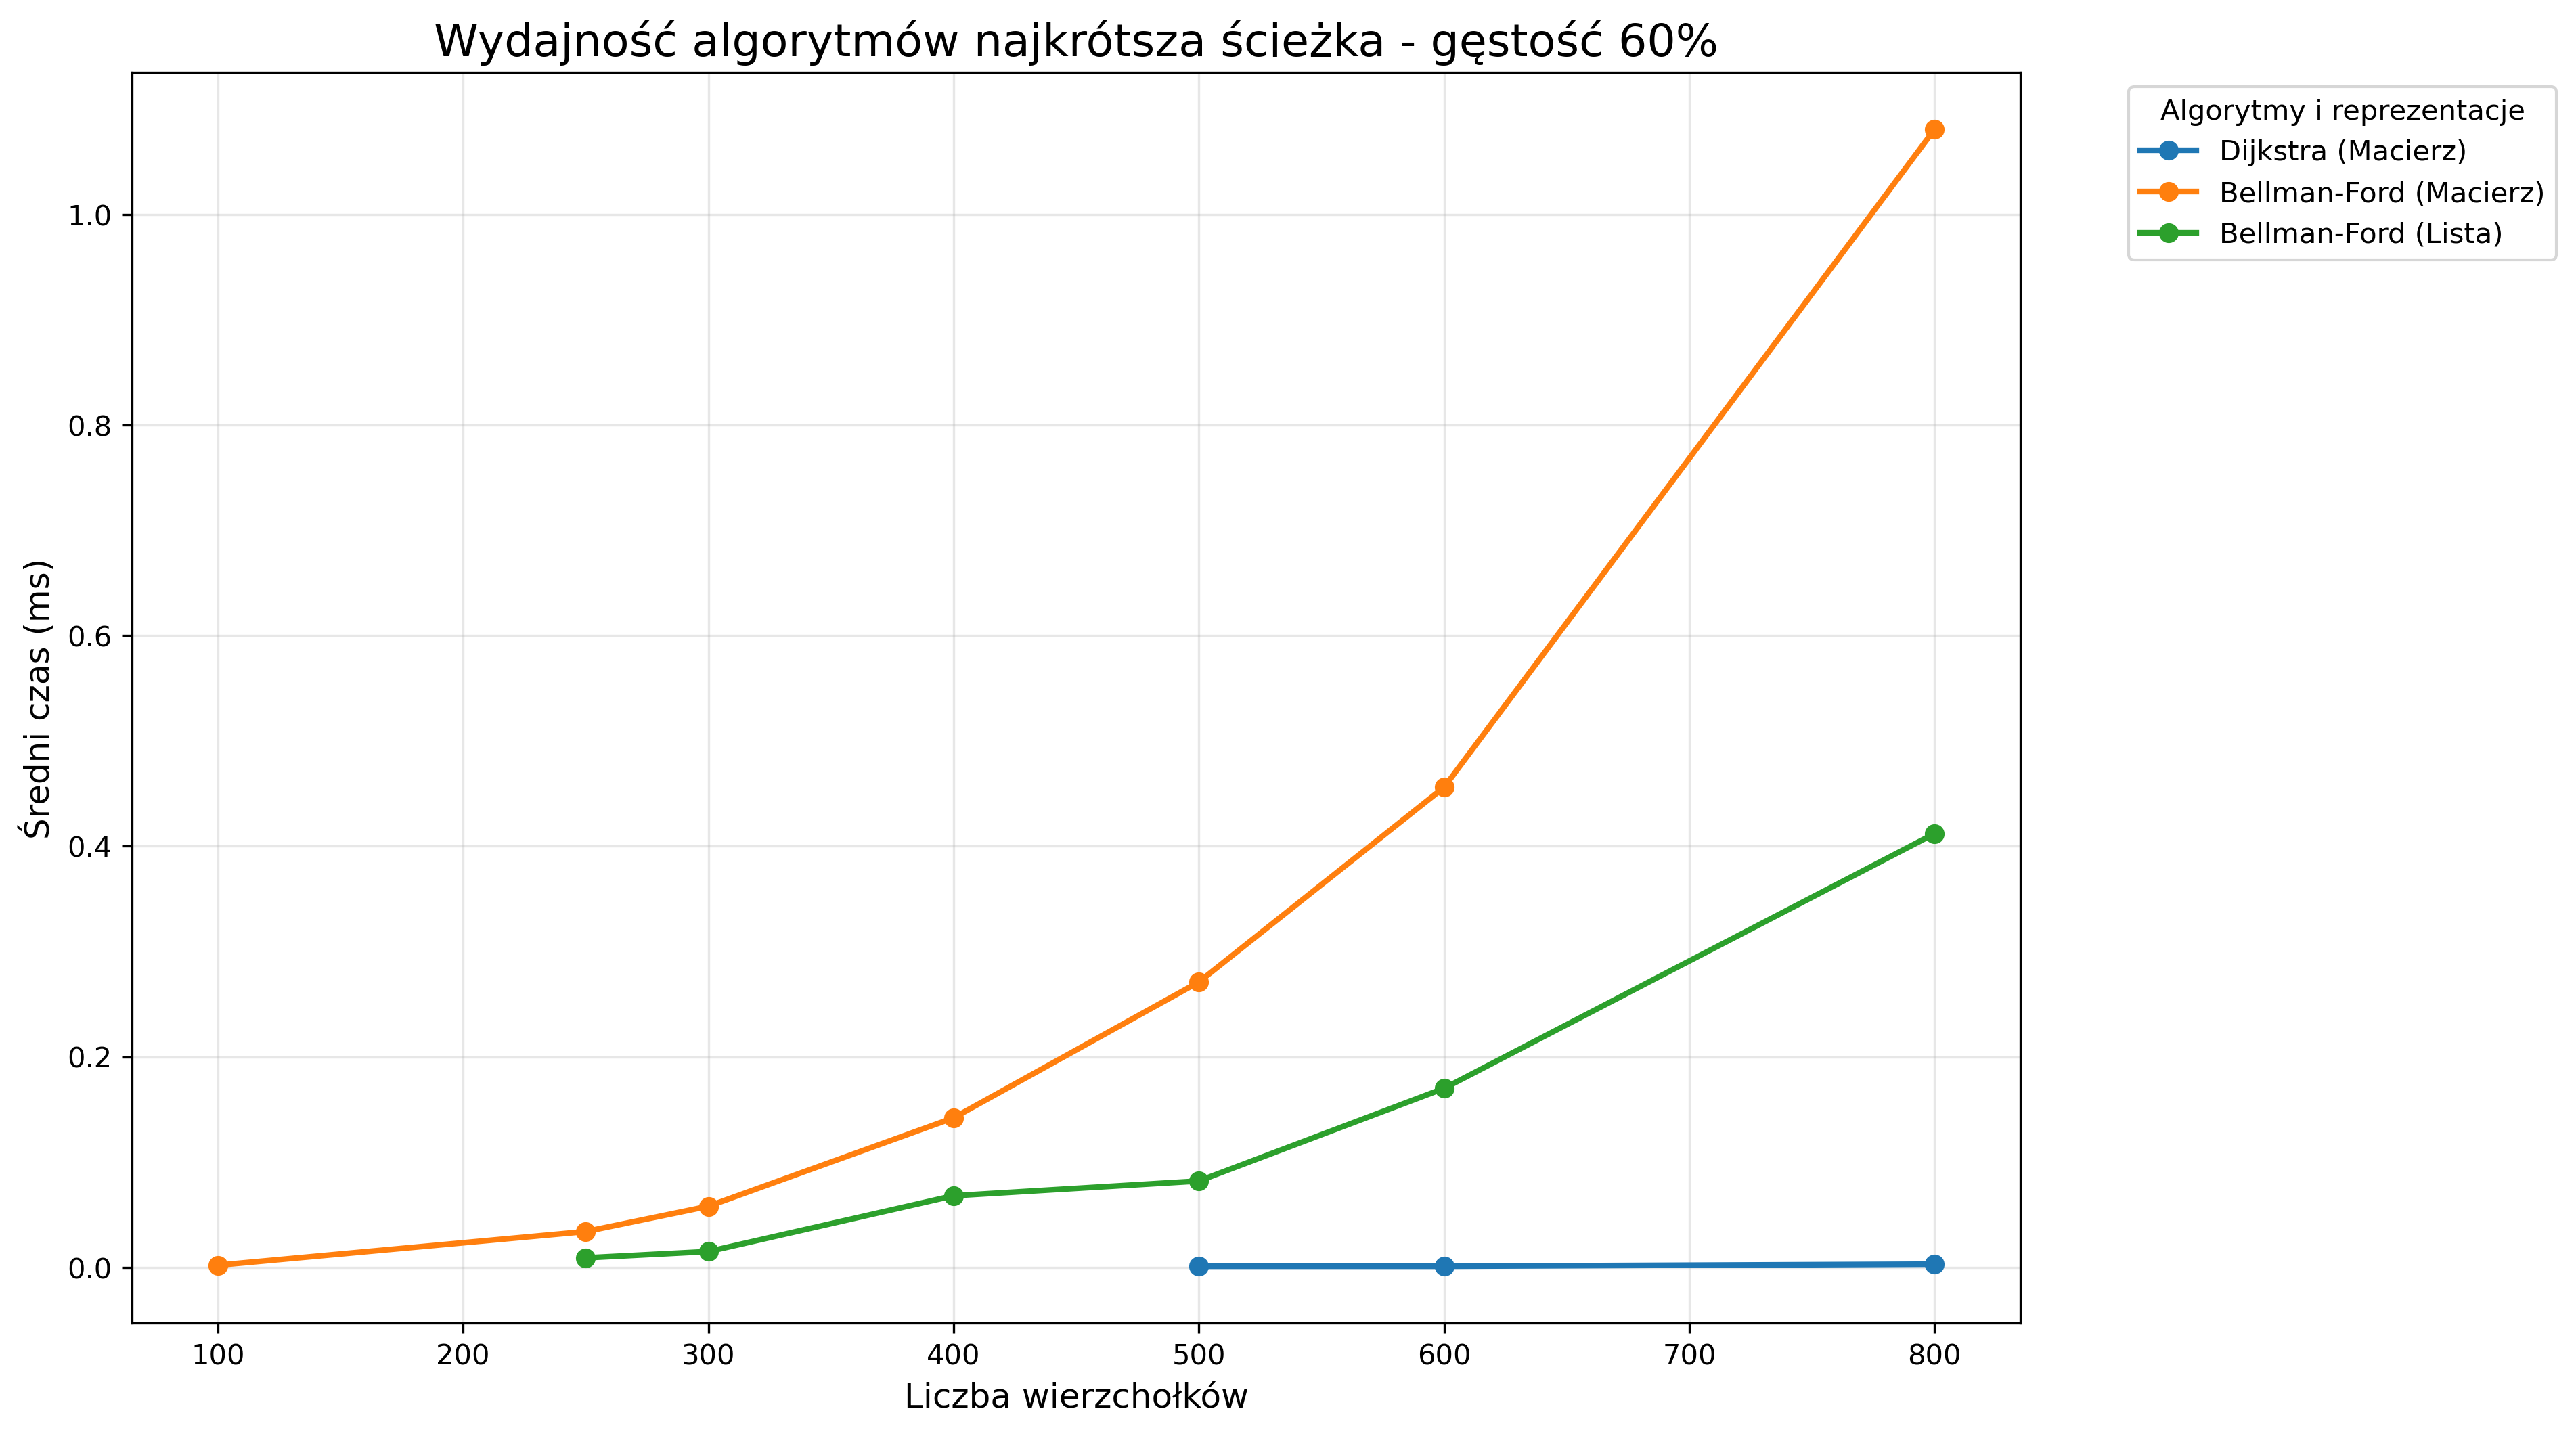 Wydajność algorytmów najkrótsza ścieżka - gęstość 60%
Algorytmy i reprezentacje
Dijkstra (Macierz)
Bellman-Ford (Macierz)
Bellman-Ford (Lista)
Średni czas (ms)
1.0
0.8
0.6
0.4
0.2
0.0
100 200 300 400 500 600 700 800
Liczba wierzchołków